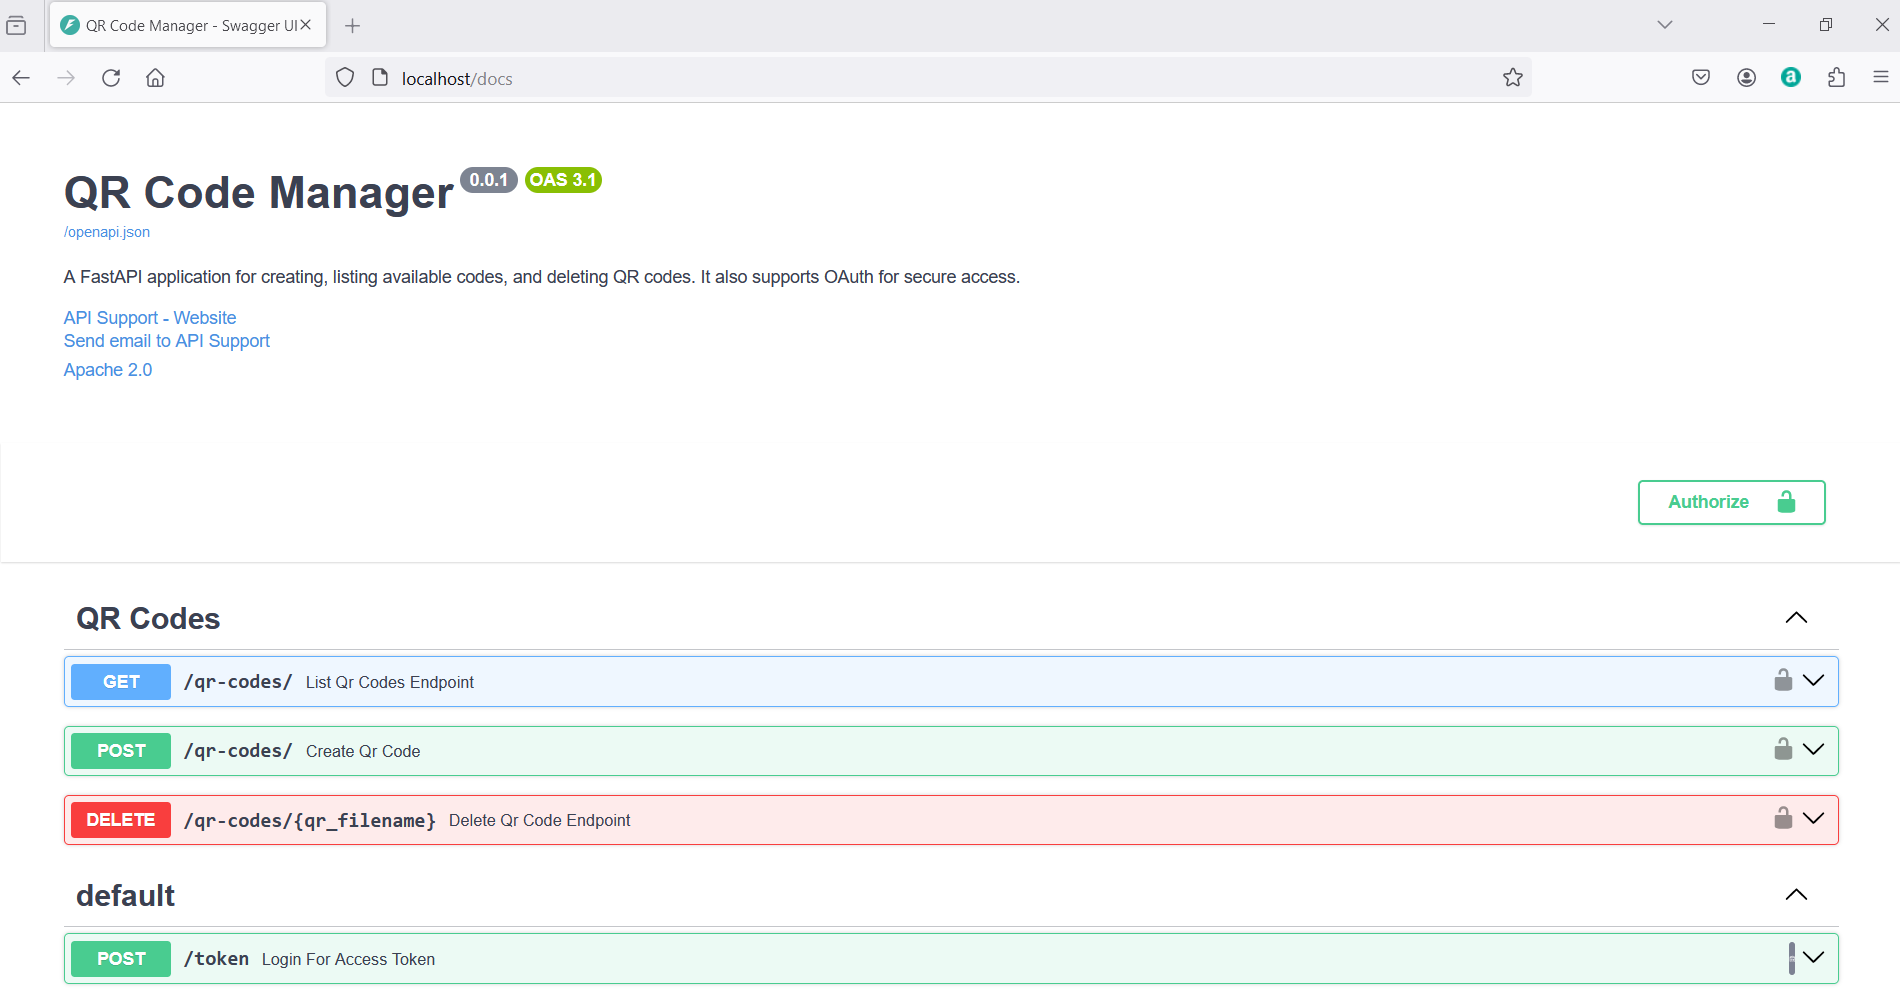 QR Code Manager - Swagger UI
localhost/docs
QR Code Manager 0.0.1 OAS 3.1
/openapi.json
A FastAPI application for creating, listing available codes, and deleting QR codes. It also supports OAuth for secure access.
API Support - Website
Send email to API Support
Apache 2.0
Authorize
QR Codes
GET /qr-codes/ List Qr Codes Endpoint
POST /qr-codes/ Create Qr Code
DELETE /qr-codes/{qr_filename} Delete Qr Code Endpoint
default
POST /token Login For Access Token